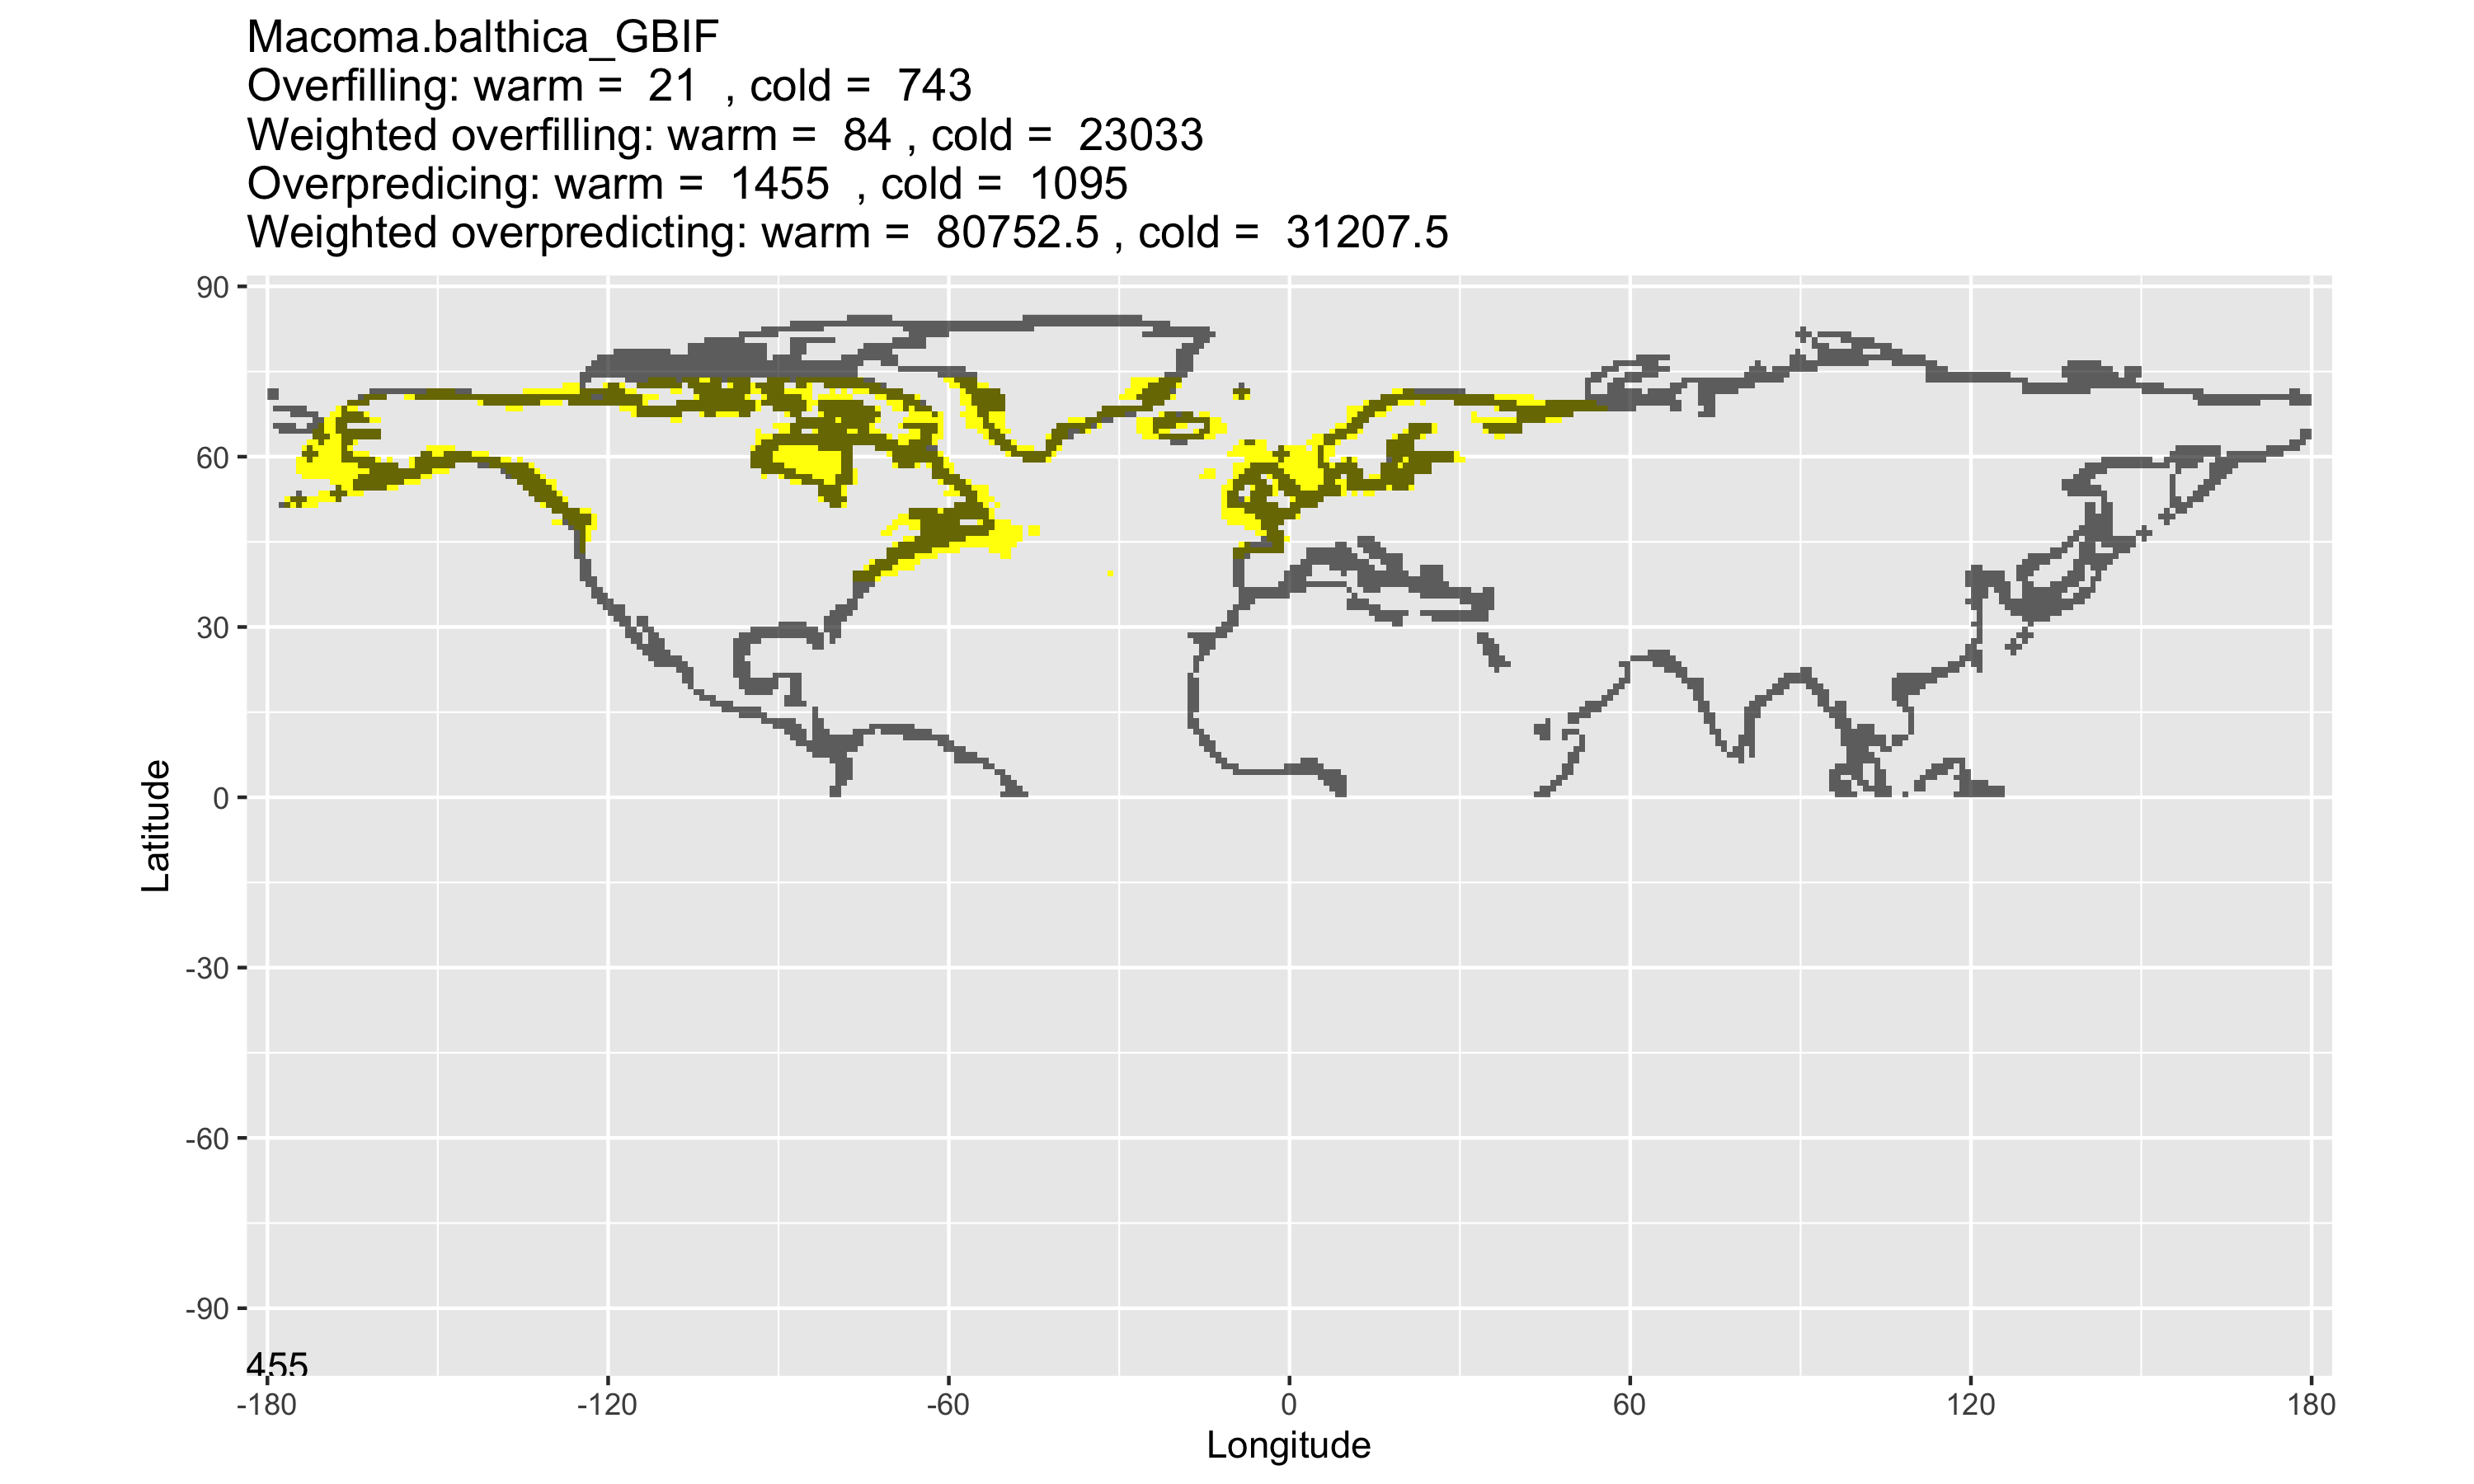 Macoma.balthica_GBIF
Overfilling: warm =  21  , cold =  743
Weighted overfilling: warm =  84 , cold =  23033
Overpredicing: warm =  1455  , cold =  1095
Weighted overpredicting: warm =  80752.5 , cold =  31207.5
90
60
30
0
-30
-60
-90
Latitude
455
-180
-120
-60
0
60
120
180
Longitude